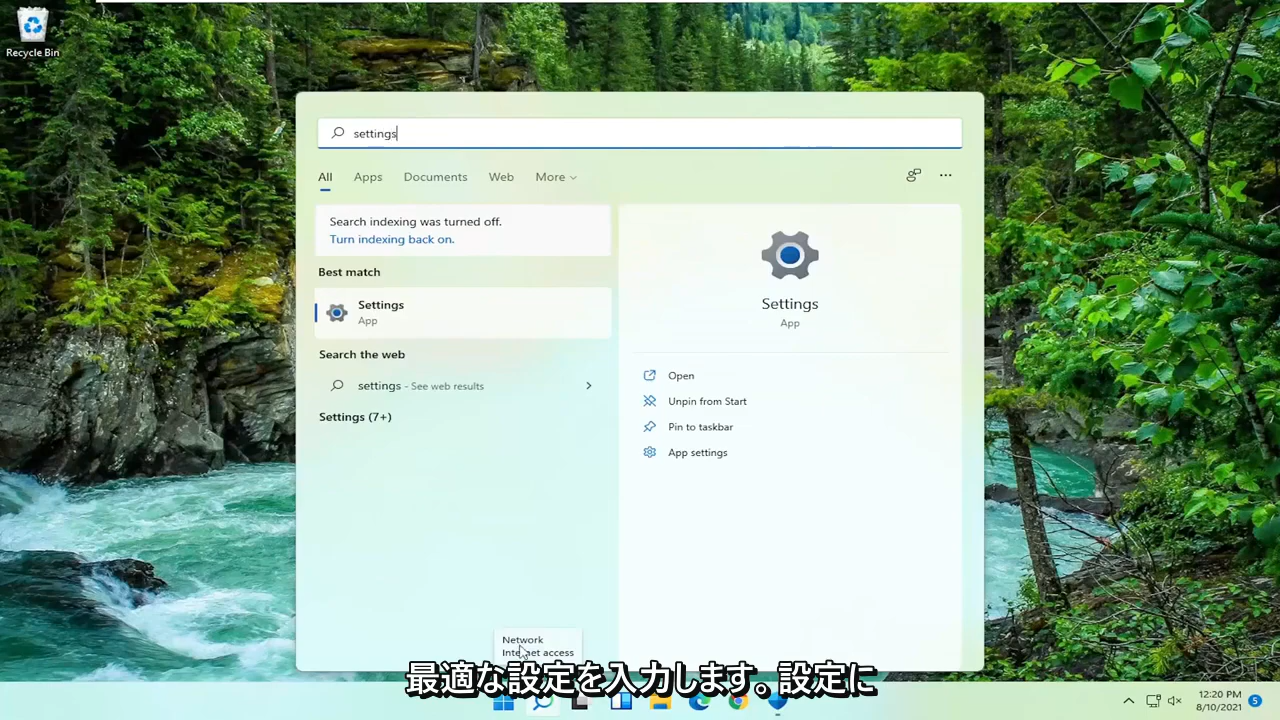 Recycle Bin
settings
All
Apps
Documents
Web
More
Search indexing was turned off.
Turn indexing back on.
Best match
Settings
App
Search the web
settings - See web results
Settings (7+)
Settings
App
Open
Unpin from Start
Pin to taskbar
App settings
Network
Internet access
最適な設定を入力します。設定に
12:20 PM
8/10/2021
5